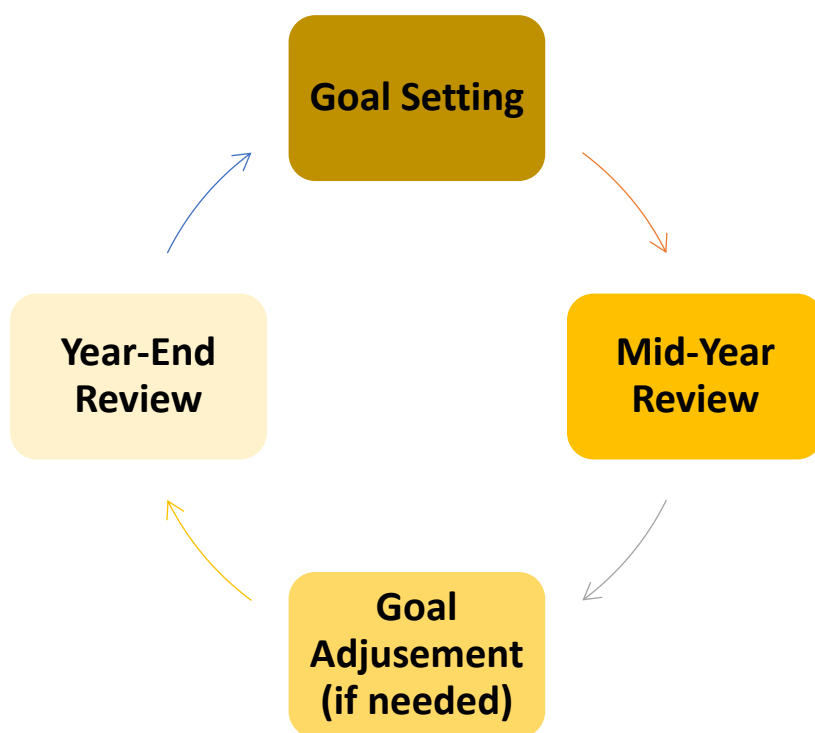 Goal Setting
Mid-Year
Review
Goal
Adjusement
(if needed)
Year-End
Review